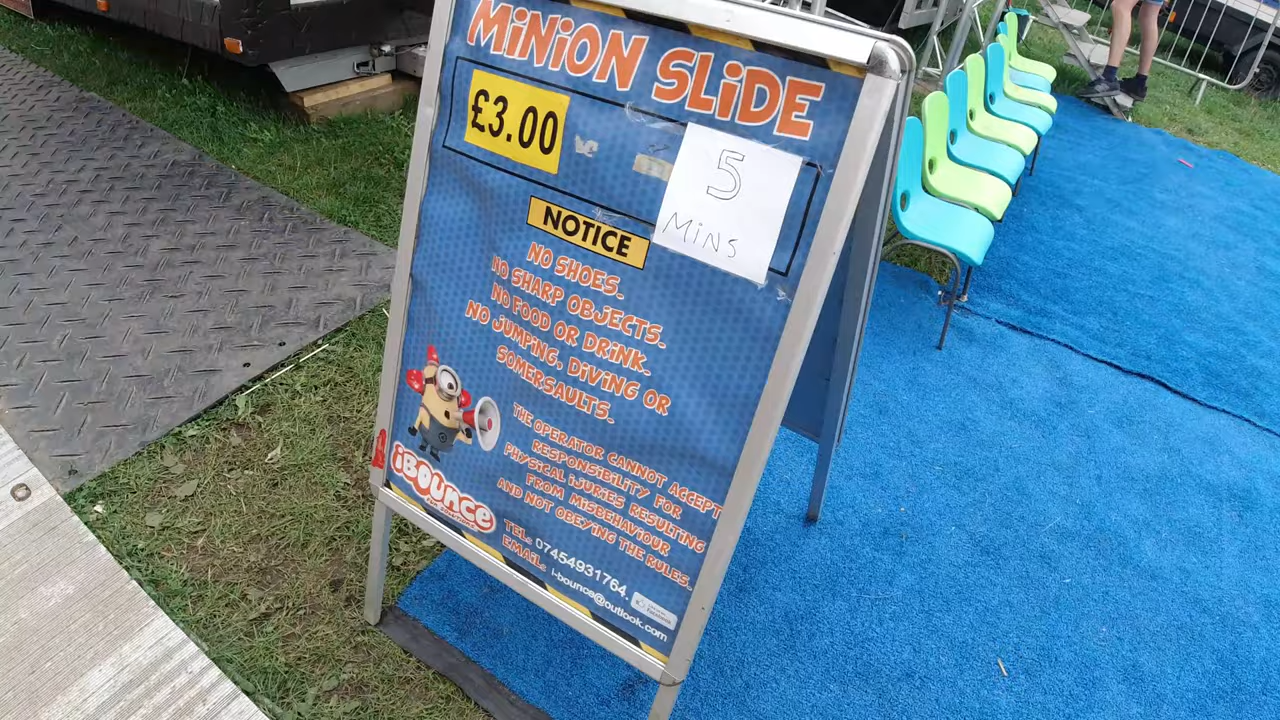 MiNiON SLiDE
£3.00
5
MiNS
NOTICE
NO SHOES.
NO SHARP OBJECTS.
NO FOOD OR DRiNK.
NO JUMPiNG, DiViNG OR
SOMERSAULTS.
THE OPERATOR CANNOT ACCEPT
RESPONSiBiLiTY FOR
PHYSiCAL iJURiES RESULTiNG
FROM MiSBEHAViOUR
AND NOT OBEYiNG THE RULES.
iBOUNCE
TEL: 07454931764.
EMAiL: i-bounce@outlook.com